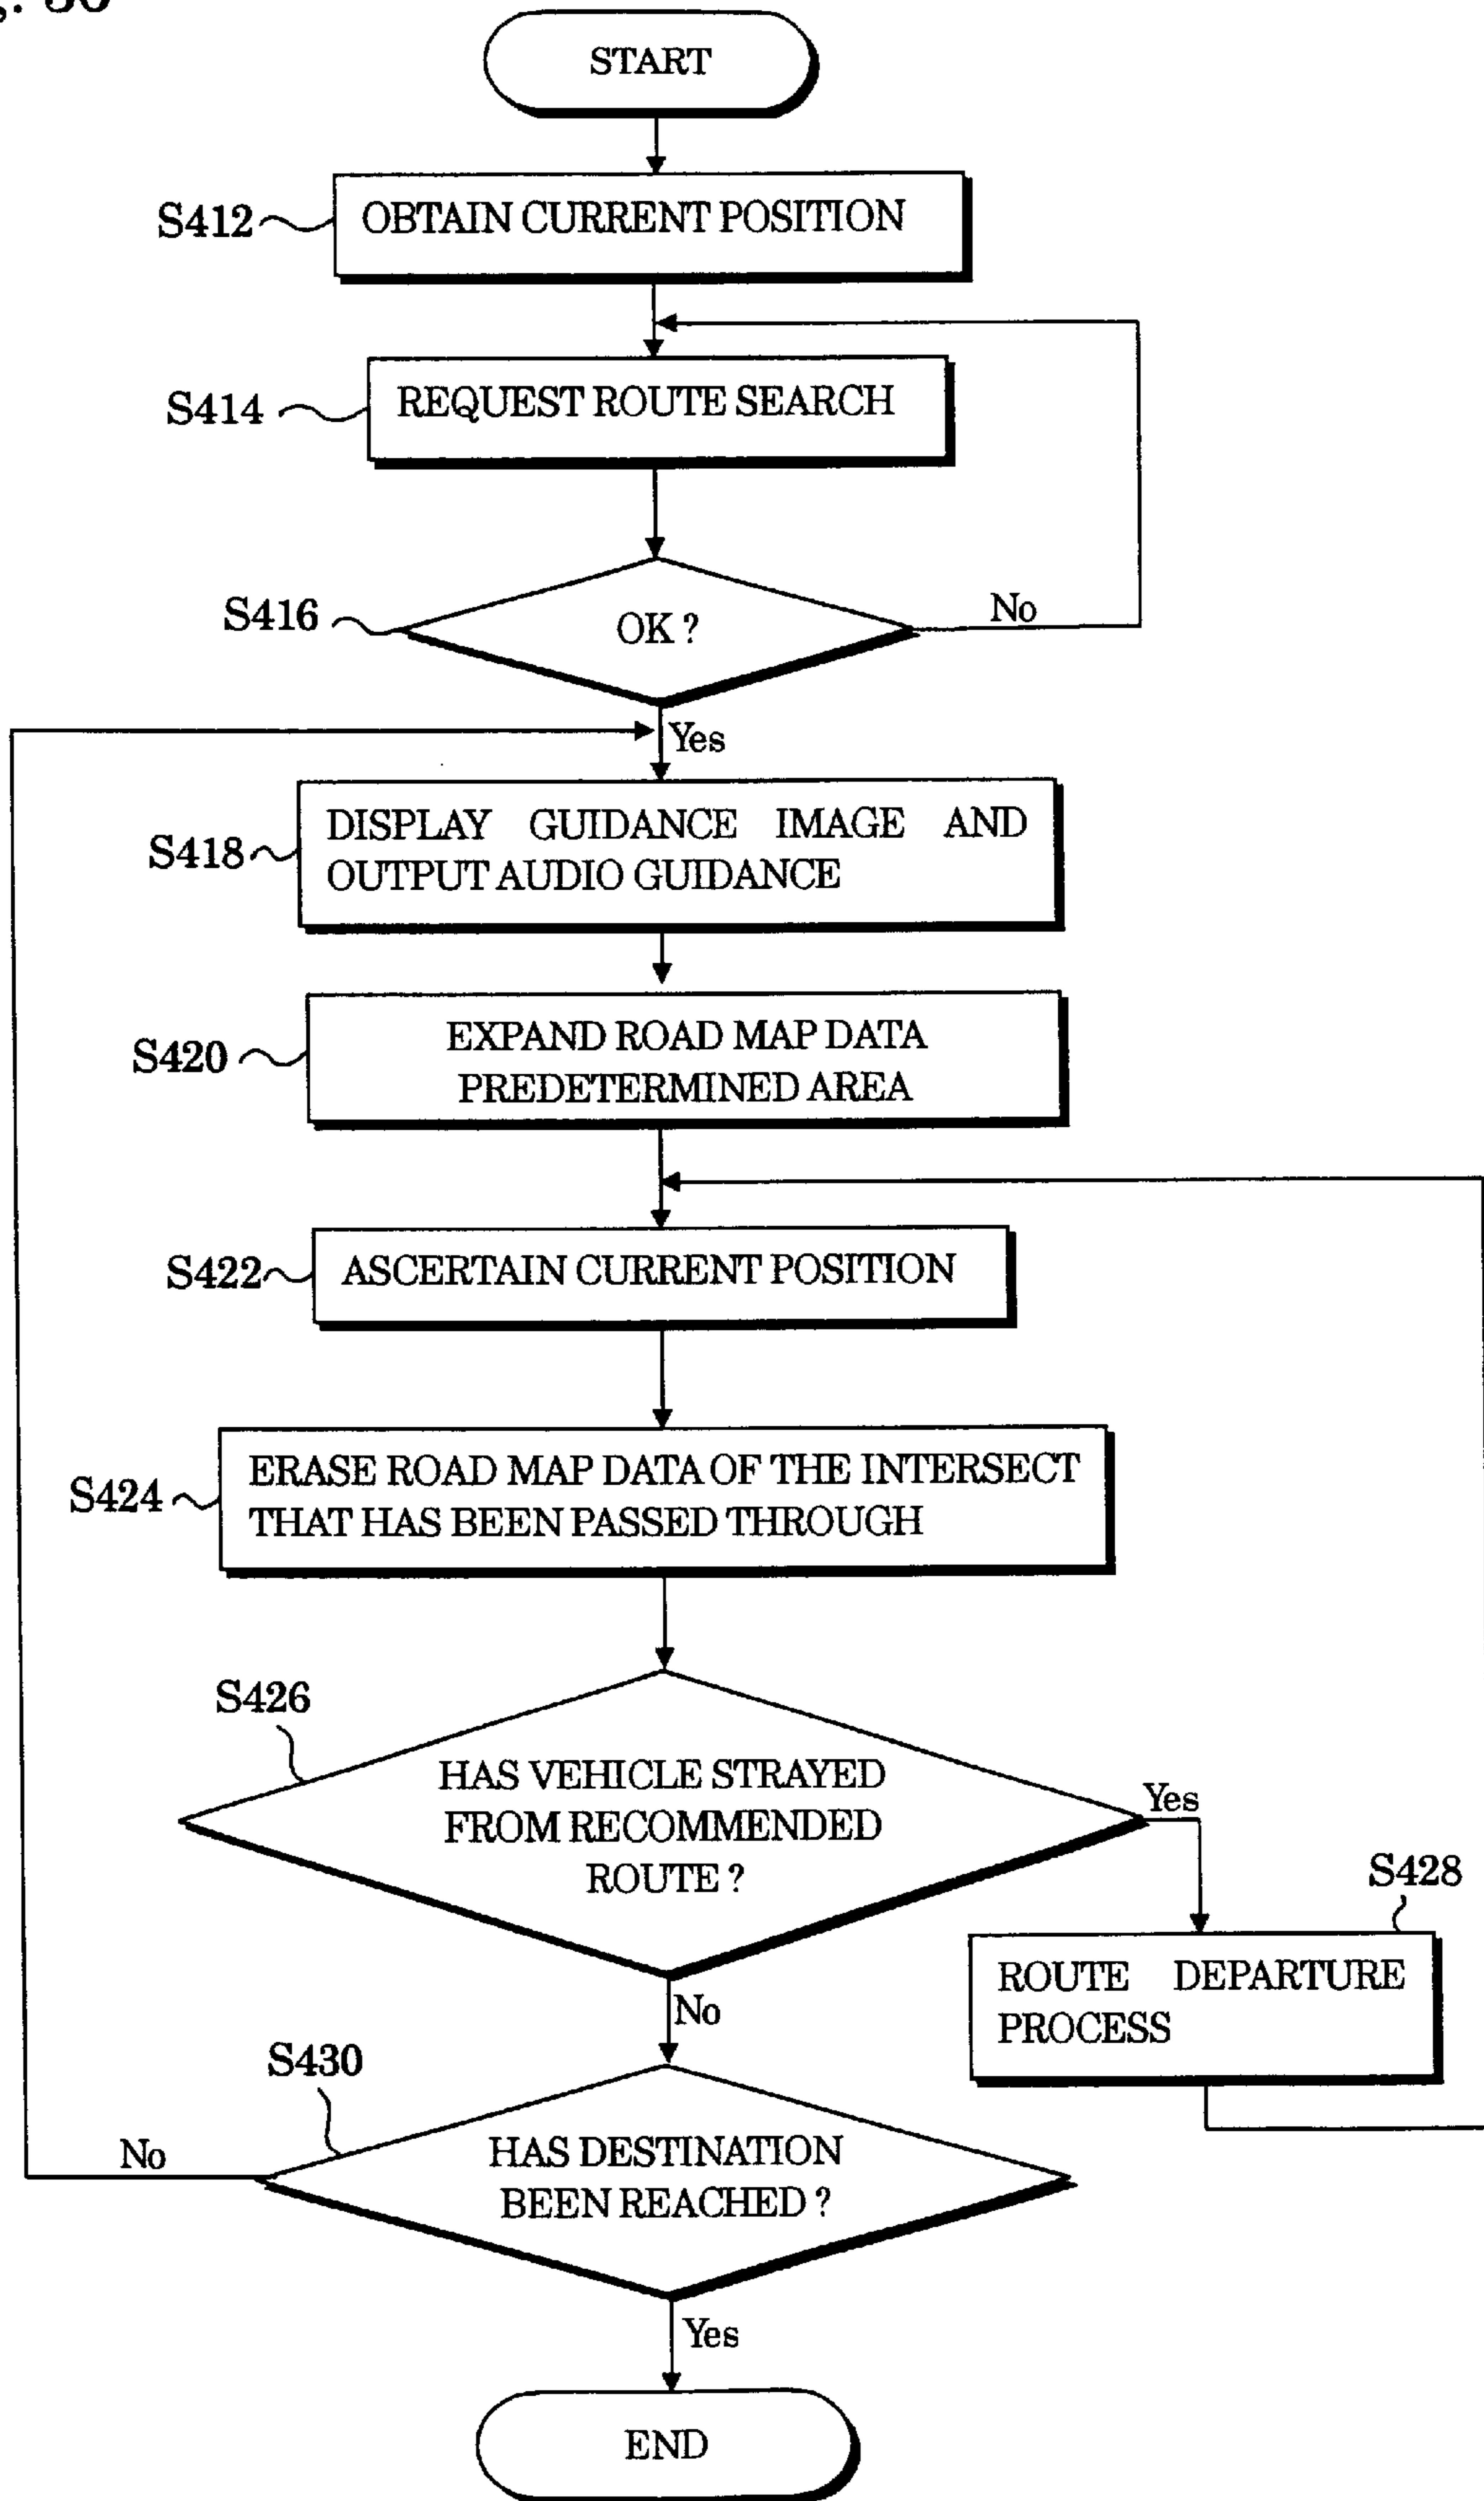 START
S412
OBTAIN CURRENT POSITION
S414
REQUEST ROUTE SEARCH
S416
OK ?
No
Yes
S418
DISPLAY GUIDANCE IMAGE AND
OUTPUT AUDIO GUIDANCE
S420
EXPAND ROAD MAP DATA
PREDETERMINED AREA
S422
ASCERTAIN CURRENT POSITION
S424
ERASE ROAD MAP DATA OF THE INTERSECT
THAT HAS BEEN PASSED THROUGH
S426
HAS VEHICLE STRAYED
FROM RECOMMENDED
ROUTE ?
Yes
S428
ROUTE DEPARTURE
PROCESS
No
S430
HAS DESTINATION
BEEN REACHED ?
No
Yes
END